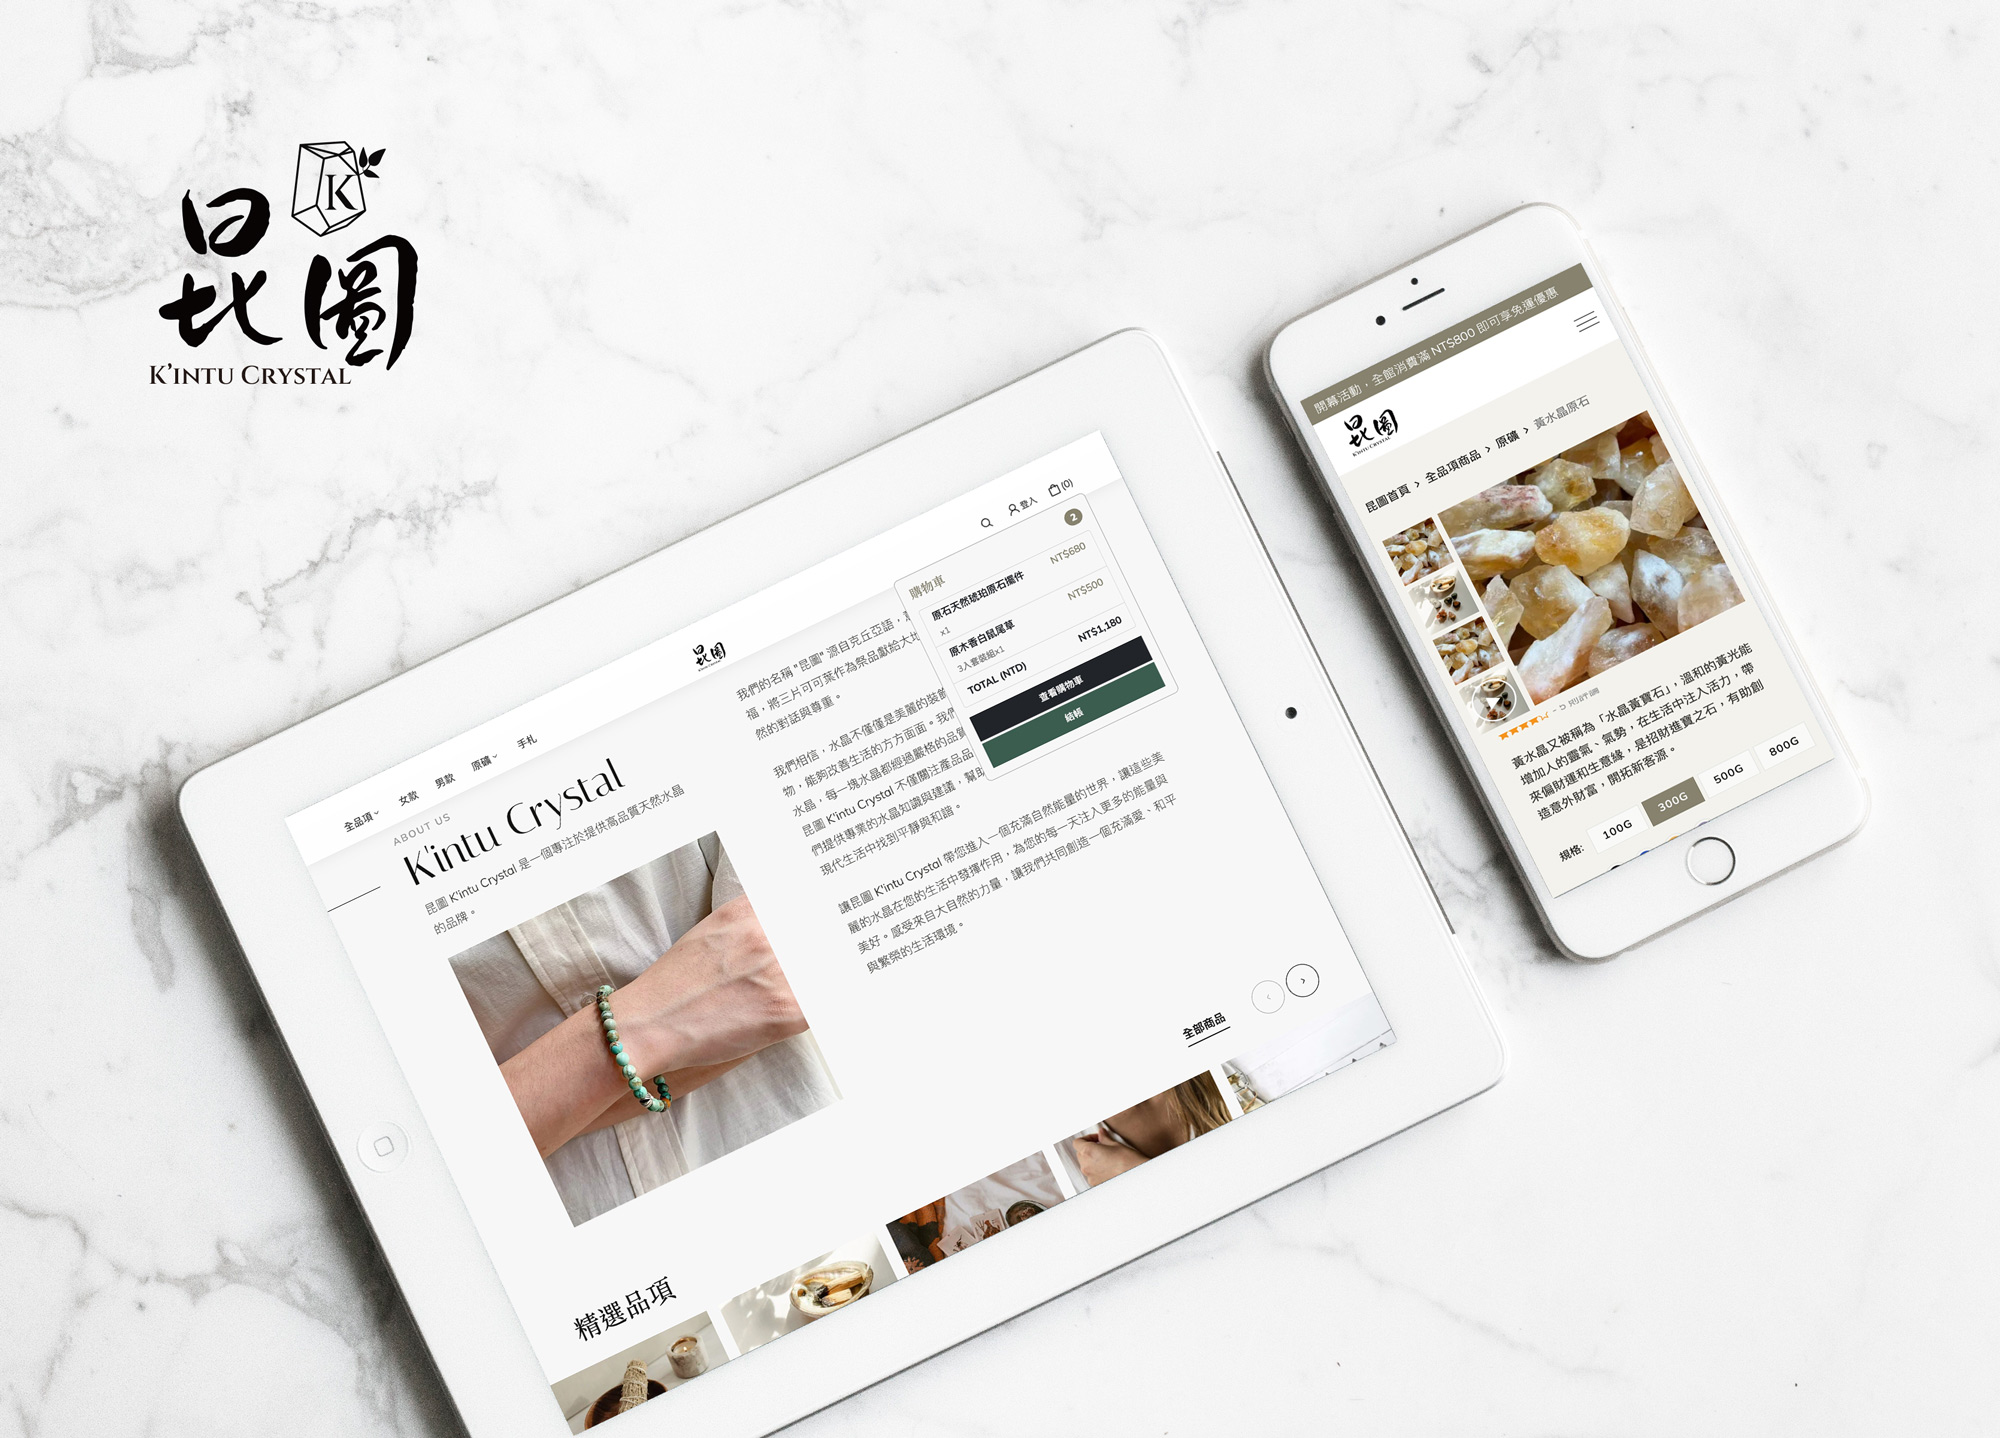 K
昆圖
K'INTU CRYSTAL
登入
(0)
昆圖
全品項
女款
男款
原礦
手札
購物車
2
原石天然琥珀原石擺件
NT$680
x1
原木香白鼠尾草
NT$500
3入套裝組x1
TOTAL (NTD)
NT$1,180
查看購物車
結帳
ABOUT US
K'intu Crystal
昆圖 K'intu Crystal 是一個專注於提供高品質天然水晶
的品牌。
我們的名稱 "昆圖" 源自克丘亞語，
福，將三片可可葉作為祭品獻給大地
然的對話與尊重。
我們相信，水晶不僅僅是美麗的裝飾
物，能夠改善生活的方方面面。我們
水晶，每一塊水晶都經過嚴格的品質
昆圖 K'intu Crystal 不僅關注產品品
們提供專業的水晶知識與建議，幫助
現代生活中找到平靜與和諧。
讓昆圖 K'intu Crystal 帶您進入一個充滿自然能量的世界，讓這些美
麗的水晶在您的生活中發揮作用，為您的每一天注入更多的能量與
美好。感受來自大自然的力量，讓我們共同創造一個充滿愛、和平
與繁榮的生活環境。
全部商品
精選品項
開幕活動，全館消費滿 NT$800 即可享免運優惠
昆圖
K'INTU CRYSTAL
昆圖首頁 > 全品項商品 > 原礦 > 黃水晶原石
黃水晶又被稱為「水晶黃寶石」，溫和的黃光能
增加人的靈氣、氣勢，在生活中注入活力，帶
來偏財運和生意緣，是招財進寶之石，有助創
造意外財富，開拓新客源。
規格:
100G
300G
500G
800G